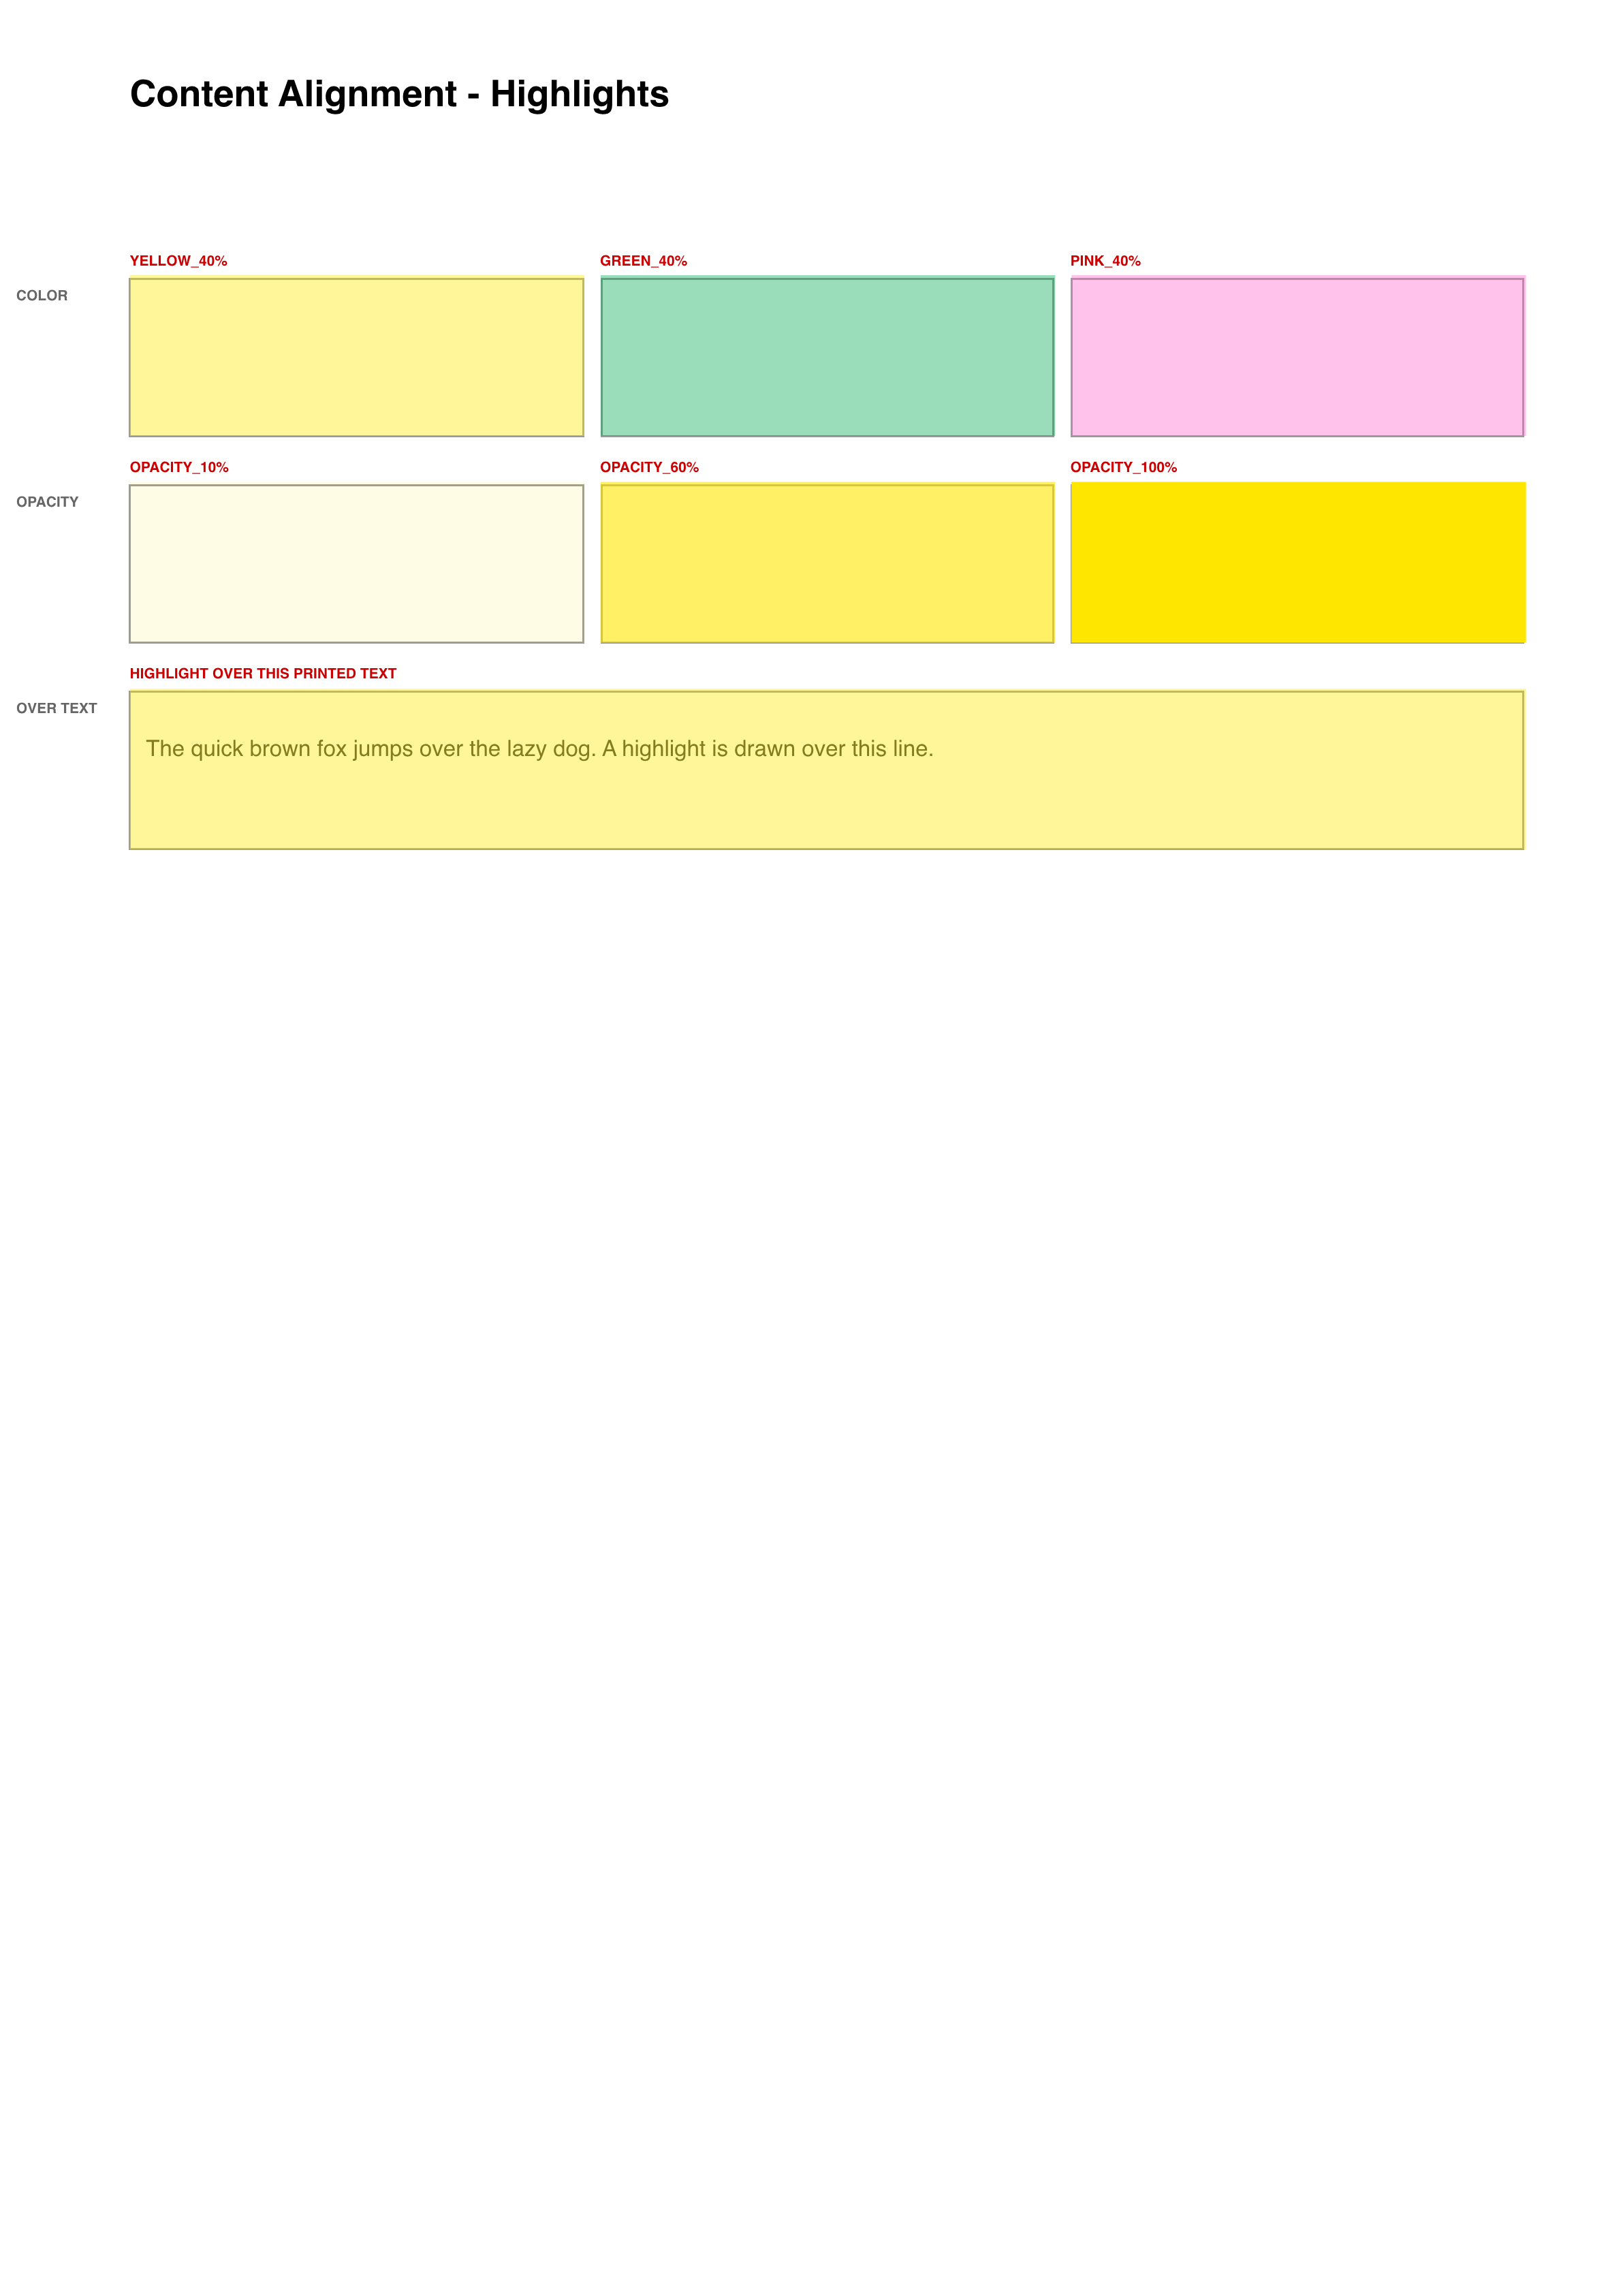 Content Alignment - Highlights
YELLOW_40% GREEN_40% PINK_40%
COLOR
OPACITY_10% OPACITY_60% OPACITY_100%
OPACITY
HIGHLIGHT OVER THIS PRINTED TEXT
OVER TEXT
The quick brown fox jumps over the lazy dog. A highlight is drawn over this line.